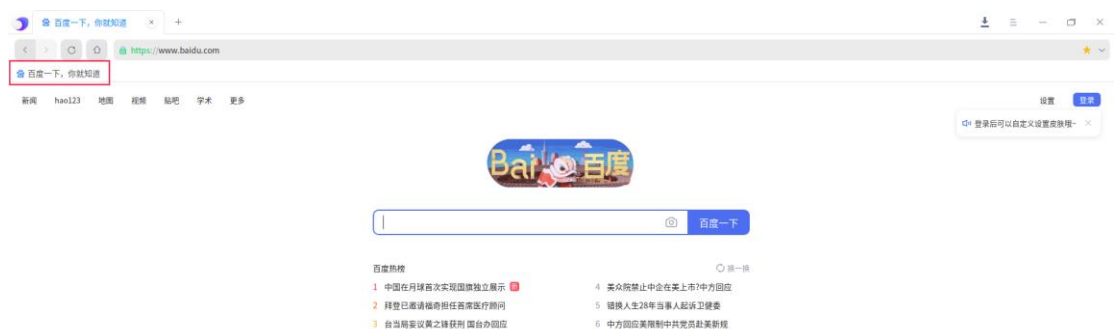 百度一下，你就知道
https://www.baidu.com
百度一下，你就知道
新闻 hao123 地图 视频 贴吧 学术 更多 设置 登录
登录后可以自定义设置皮肤哦~
Bai 百度
百度一下
百度热榜 换一换
1 中国在月球首次实现国旗独立展示 热
4 美众院禁止中企在美上市?中方回应
2 拜登已邀请福奇担任首席医疗顾问
5 错换人生28年当事人起诉卫健委
3 台当局妄议黄之锋获刑 国台办回应
6 中方回应美限制中共党员赴美新规